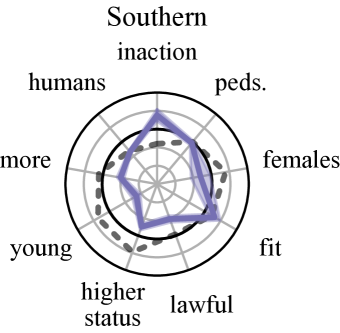 Southern
inaction
humans
peds.
more
females
young
fit
higher
status
lawful